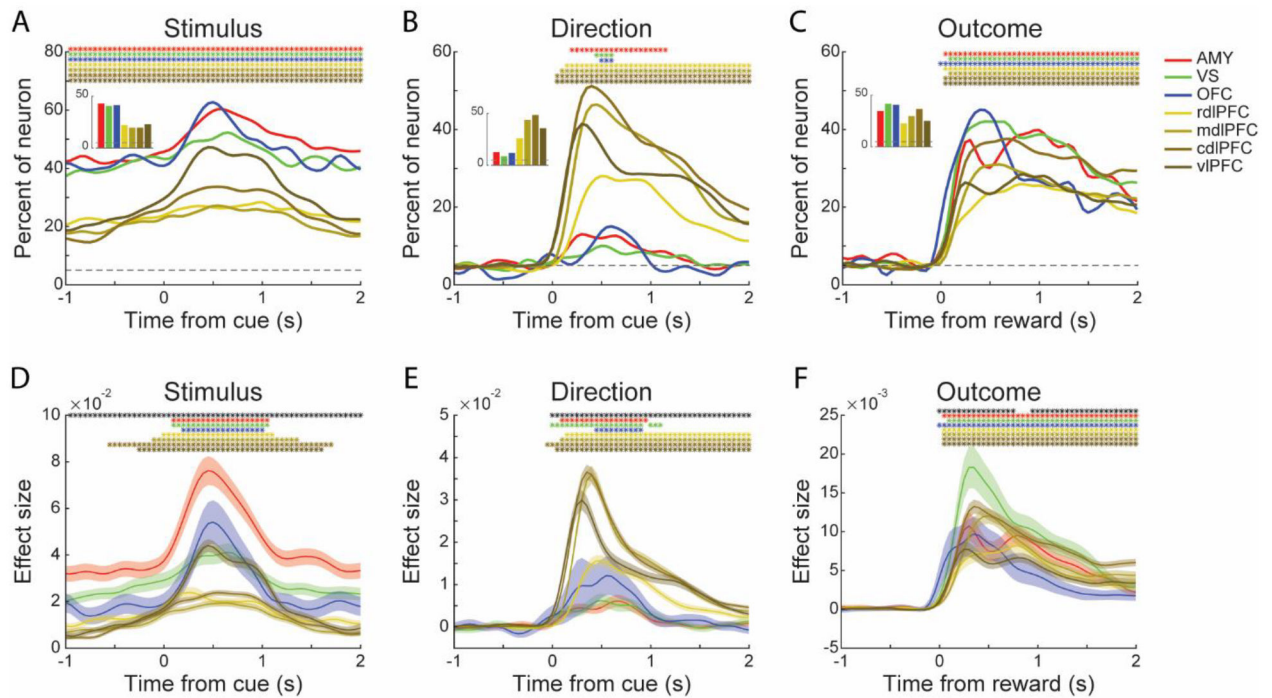 A
Stimulus
80
60
40
20
0
Percent of neuron
50
0
-1
0
1
2
Time from cue (s)
B
Direction
60
40
20
0
Percent of neuron
50
0
-1
0
1
2
Time from cue (s)
C
Outcome
60
40
20
0
Percent of neuron
50
0
-1
0
1
2
Time from reward (s)
AMY
VS
OFC
rdlPFC
mdlPFC
cdlPFC
vlPFC
D
Stimulus
×10⁻²
10
8
6
4
2
0
Effect size
-1
0
1
2
Time from cue (s)
E
Direction
×10⁻²
5
4
3
2
1
0
Effect size
-1
0
1
2
Time from cue (s)
F
Outcome
×10⁻³
25
20
15
10
5
0
-5
Effect size
-1
0
1
2
Time from reward (s)